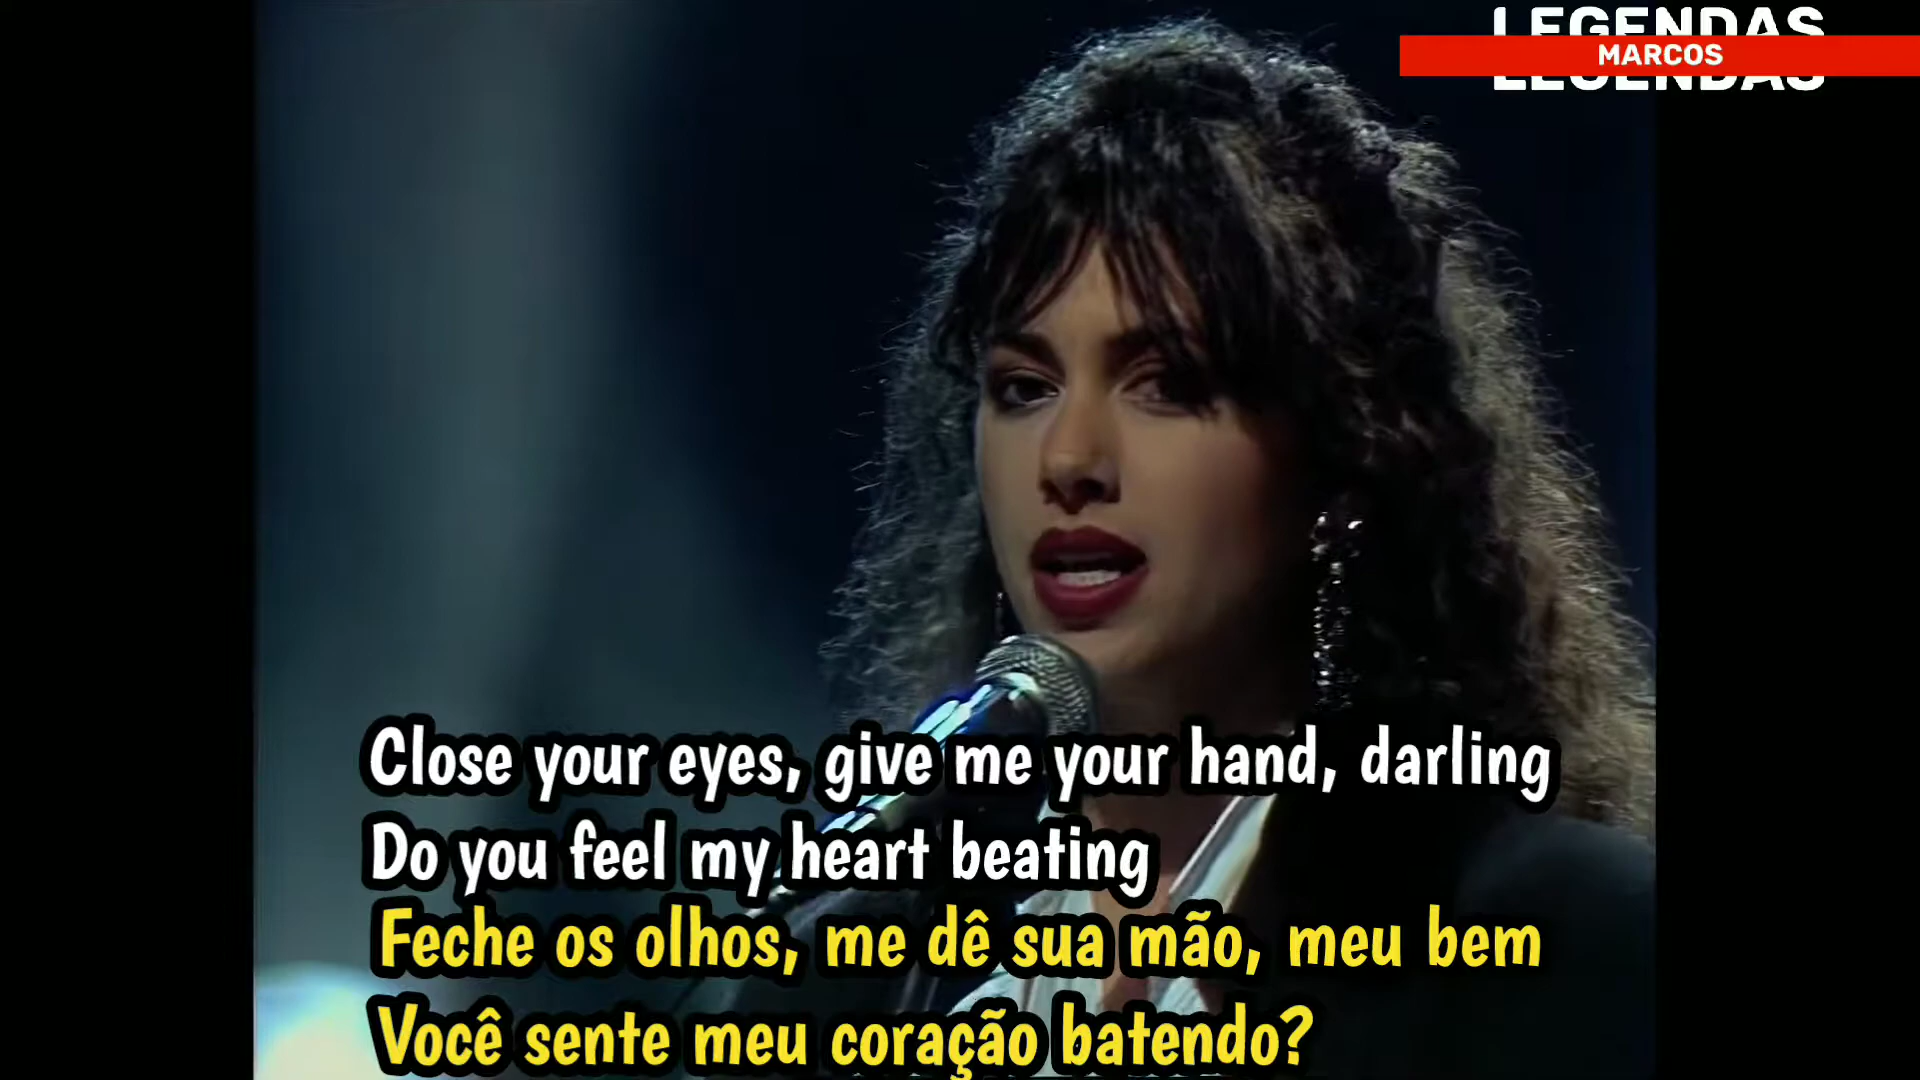 LEGENDAS
MARCOS
LEGENDAS
Close your eyes, give me your hand, darling
Do you feel my heart beating
Feche os olhos, me dê sua mão, meu bem
Você sente meu coração batendo?